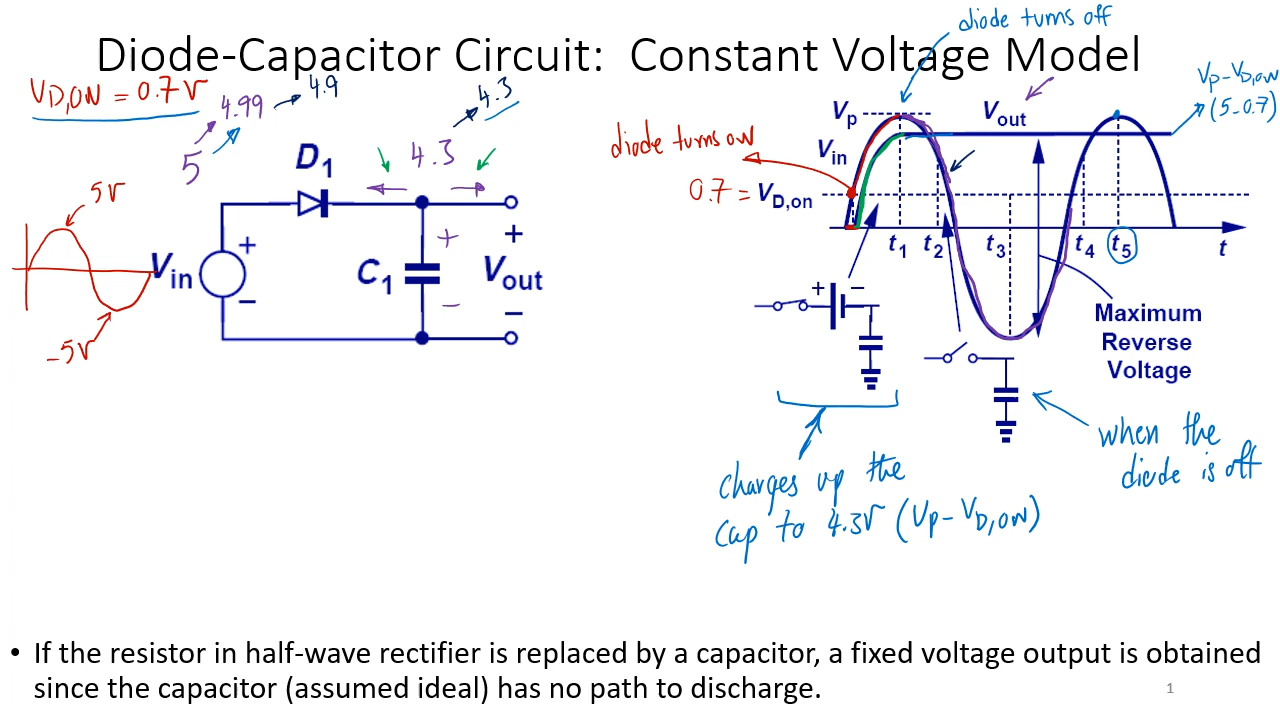 diode turns off
Diode-Capacitor Circuit: Constant Voltage Model
V_D,ON = 0.7V
4.99
4.9
5
4.3
4.3
D1
5V
-5V
Vin
+
−
C1
+
−
+
Vout
−
diode turns on
0.7 =
VD,on
Vp
Vin
Vout
Vp-VD,ON
(5-0.7)
t1
t2
t3
t4
t5
t
+
−
Maximum
Reverse
Voltage
charges up the
cap to 4.3V (Vp-VD,ON)
when the
diode is off
• If the resistor in half-wave rectifier is replaced by a capacitor, a fixed voltage output is obtained
since the capacitor (assumed ideal) has no path to discharge.
1